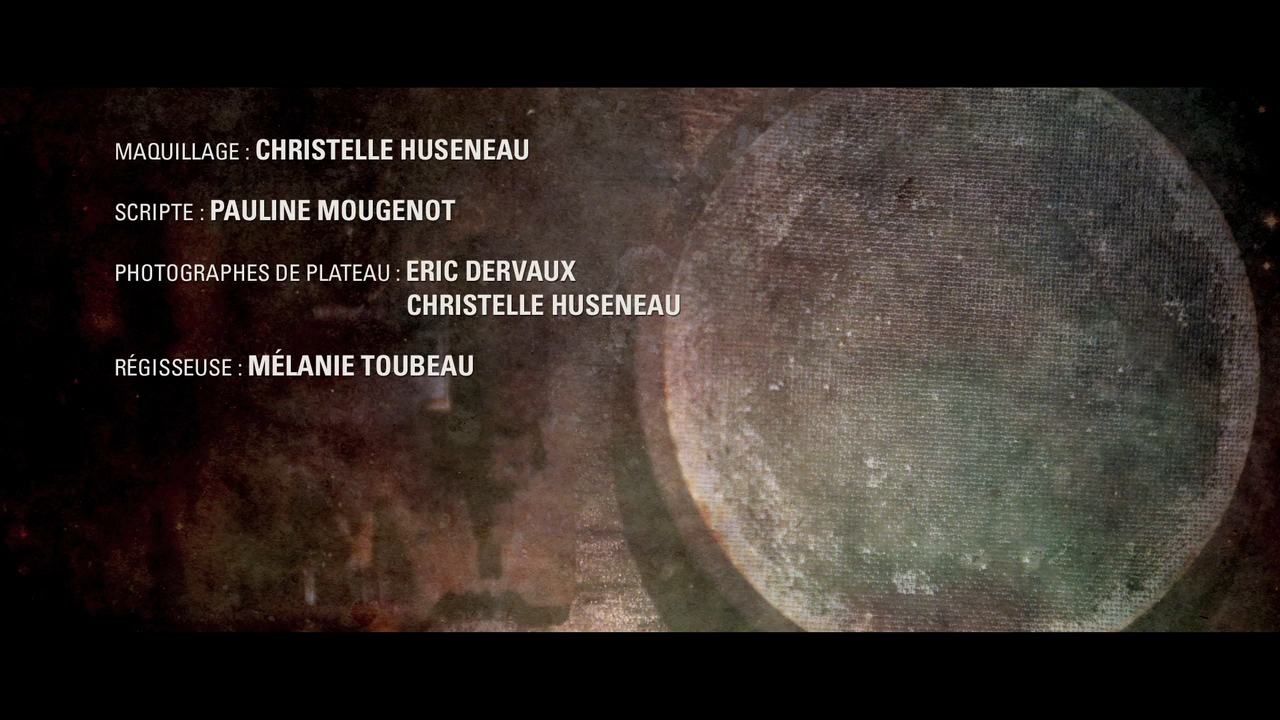 MAQUILLAGE : CHRISTELLE HUSENEAU
SCRIPTE : PAULINE MOUGENOT
PHOTOGRAPHES DE PLATEAU : ERIC DERVAUX
CHRISTELLE HUSENEAU
RÉGISSEUSE : MÉLANIE TOUBEAU